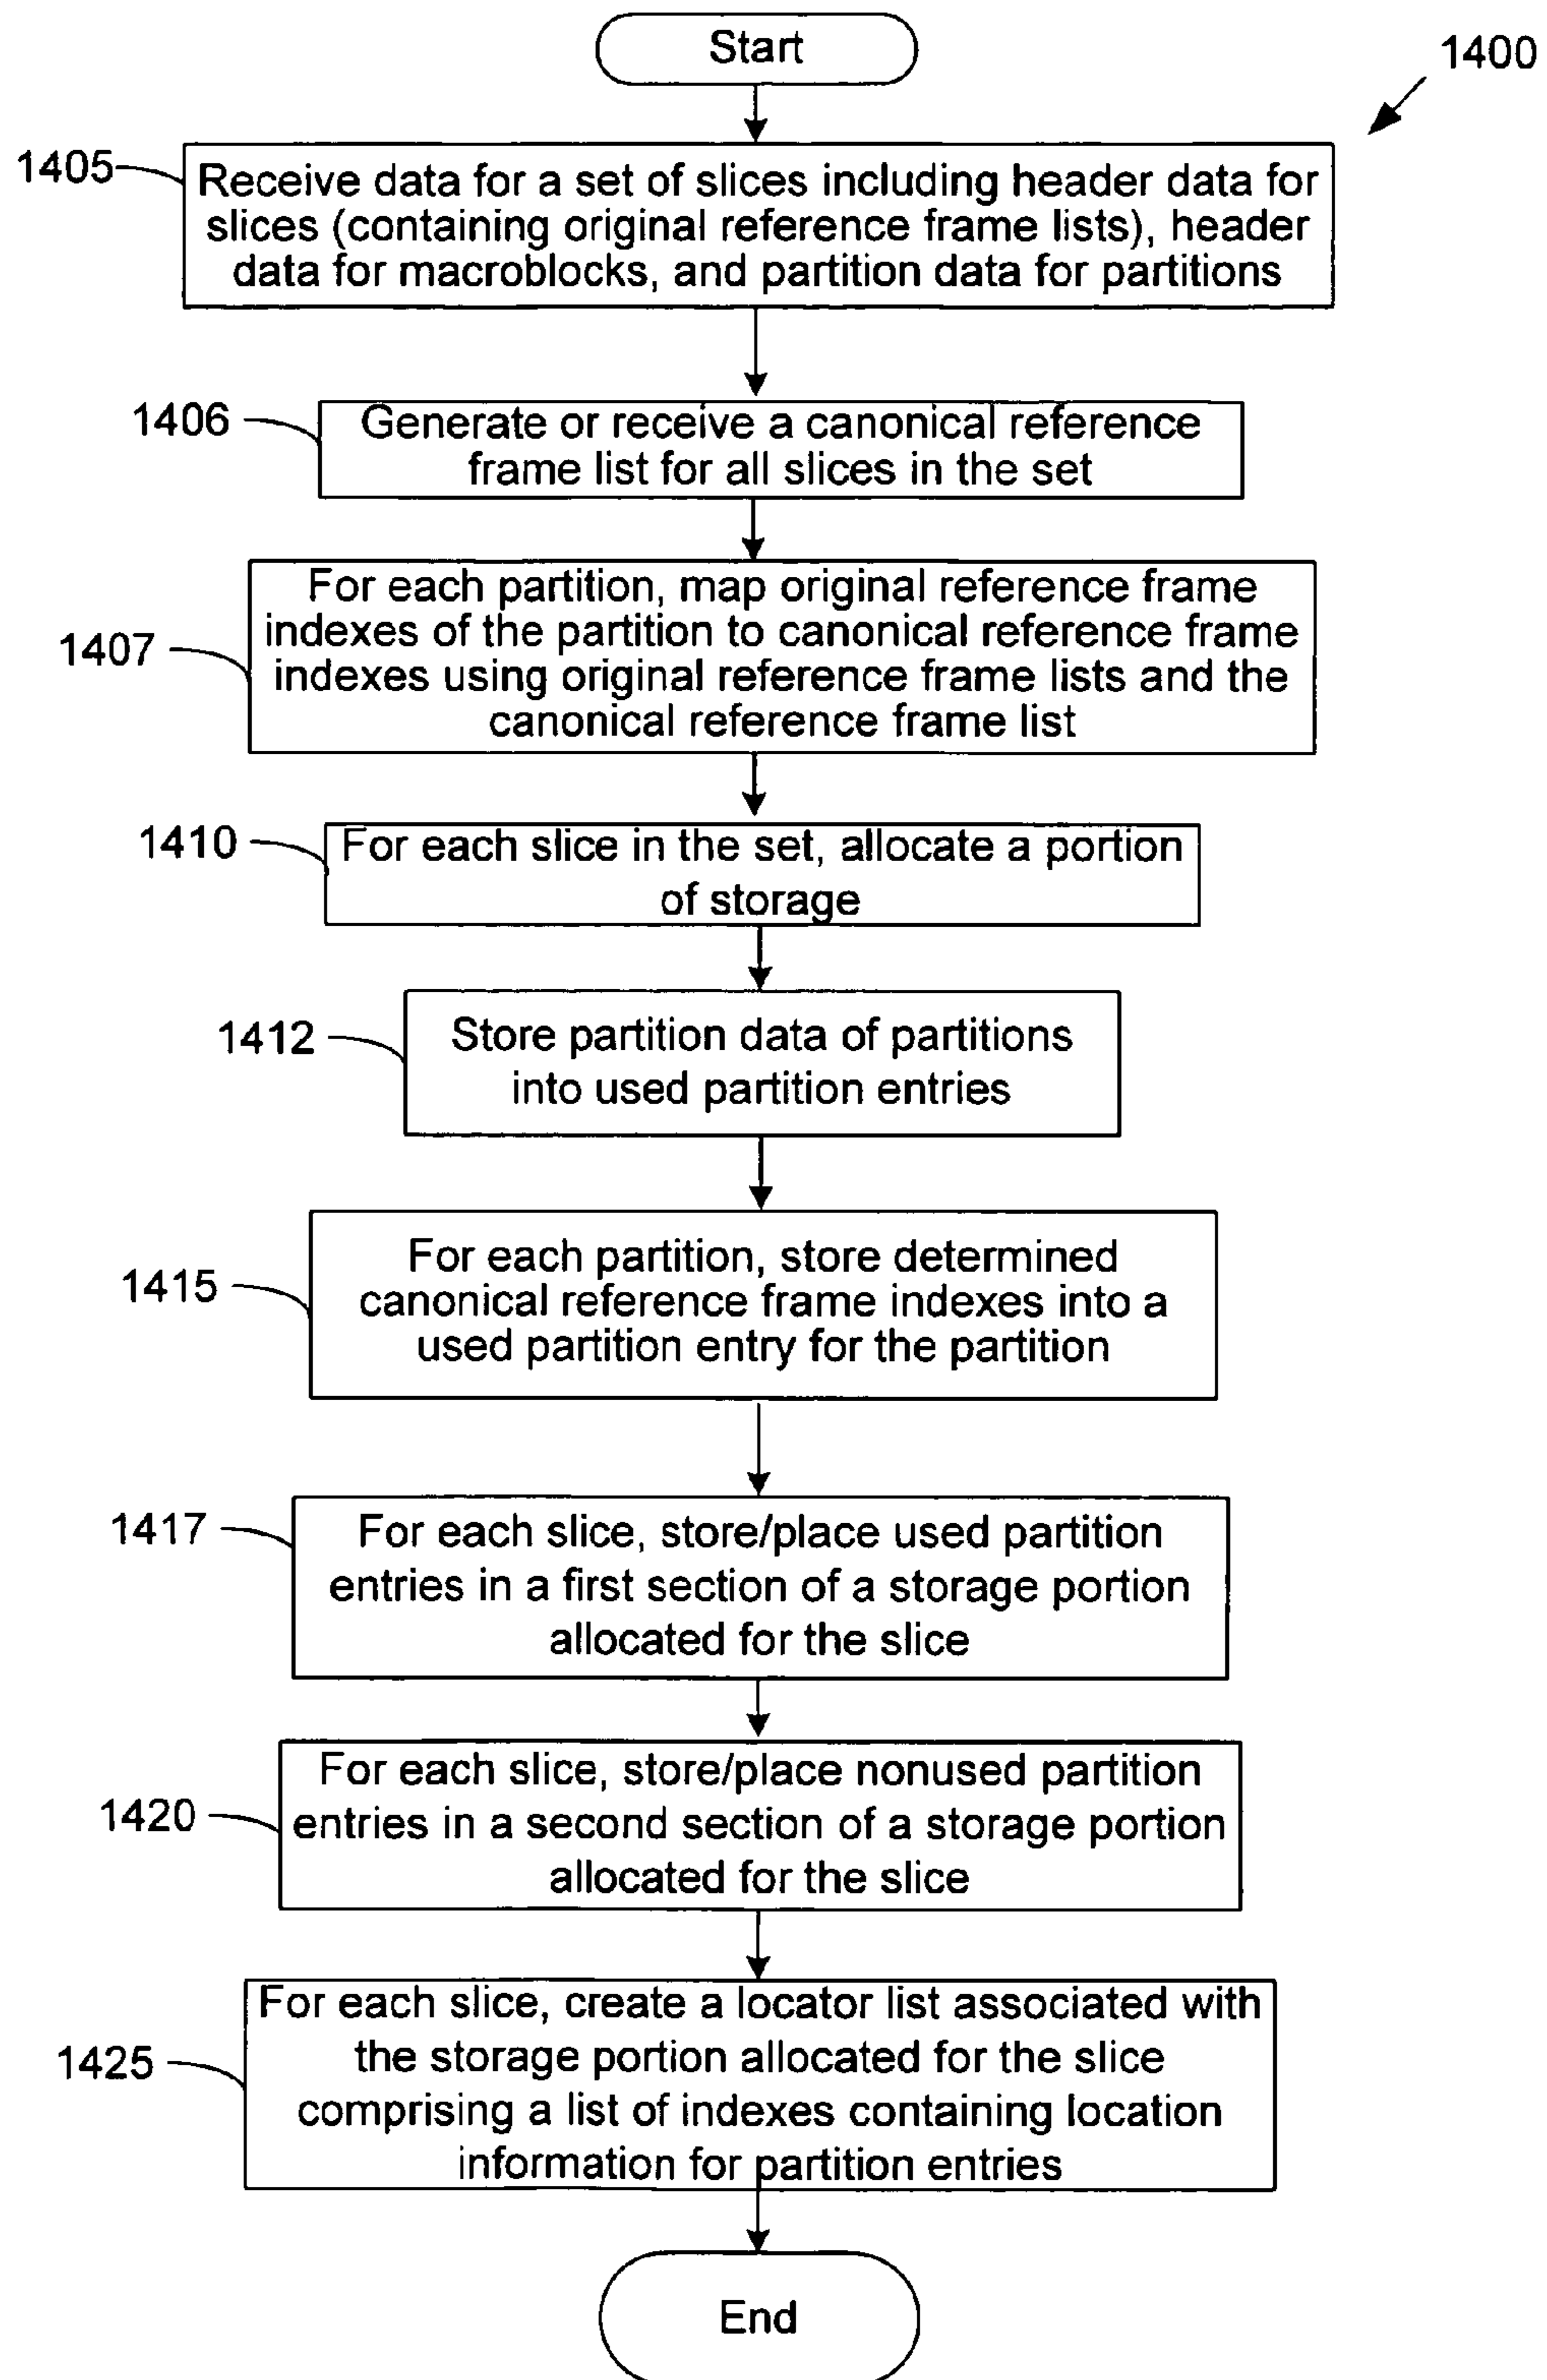 Start
1400
1405
Receive data for a set of slices including header data for
slices (containing original reference frame lists), header
data for macroblocks, and partition data for partitions
1406
Generate or receive a canonical reference
frame list for all slices in the set
1407
For each partition, map original reference frame
indexes of the partition to canonical reference frame
indexes using original reference frame lists and the
canonical reference frame list
1410
For each slice in the set, allocate a portion
of storage
1412
Store partition data of partitions
into used partition entries
1415
For each partition, store determined
canonical reference frame indexes into a
used partition entry for the partition
1417
For each slice, store/place used partition
entries in a first section of a storage portion
allocated for the slice
1420
For each slice, store/place nonused partition
entries in a second section of a storage portion
allocated for the slice
1425
For each slice, create a locator list associated with
the storage portion allocated for the slice
comprising a list of indexes containing location
information for partition entries
End